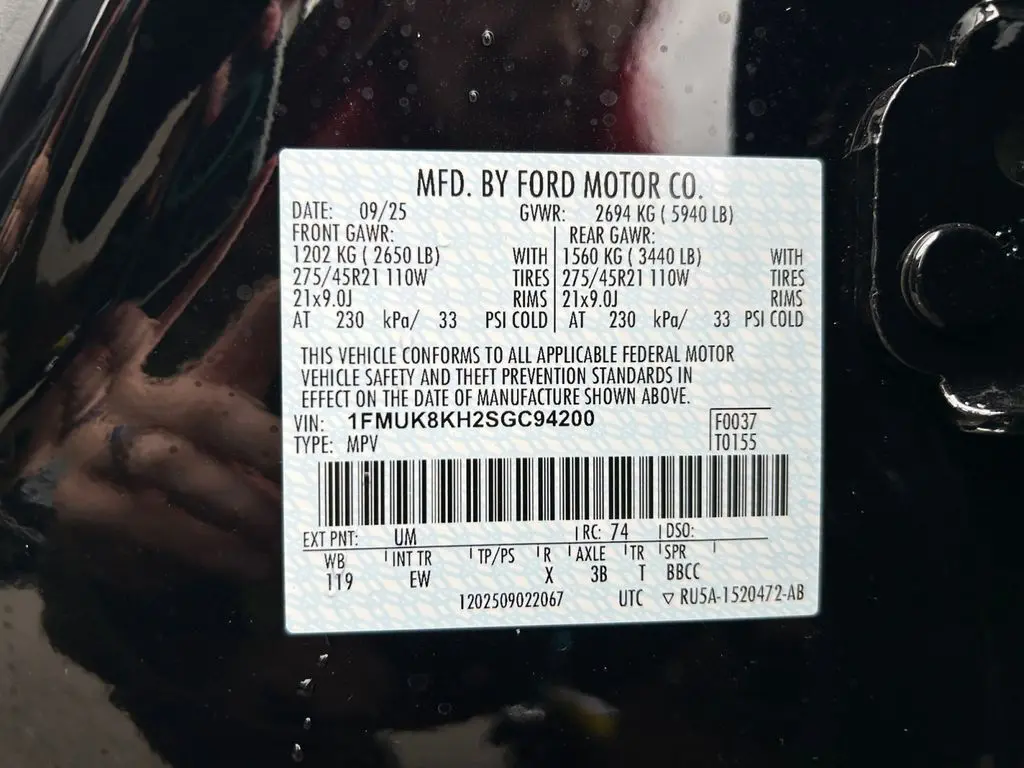 MFD. BY FORD MOTOR CO.
DATE: 09/25 GVWR: 2694 KG ( 5940 LB)
FRONT GAWR: REAR GAWR:
1202 KG ( 2650 LB) WITH 1560 KG ( 3440 LB) WITH
275/45R21 110W TIRES 275/45R21 110W TIRES
21x9.0J RIMS 21x9.0J RIMS
AT 230 kPa/ 33 PSI COLD AT 230 kPa/ 33 PSI COLD
THIS VEHICLE CONFORMS TO ALL APPLICABLE FEDERAL MOTOR
VEHICLE SAFETY AND THEFT PREVENTION STANDARDS IN
EFFECT ON THE DATE OF MANUFACTURE SHOWN ABOVE.
VIN: 1FMUK8KH2SGC94200 F0037
TYPE: MPV T0155
EXT PNT: UM RC: 74 DSO:
WB INT TR TP/PS R AXLE TR SPR
119 EW X 3B T BBCC
1202509022067 UTC ▽ RU5A-1520472-AB